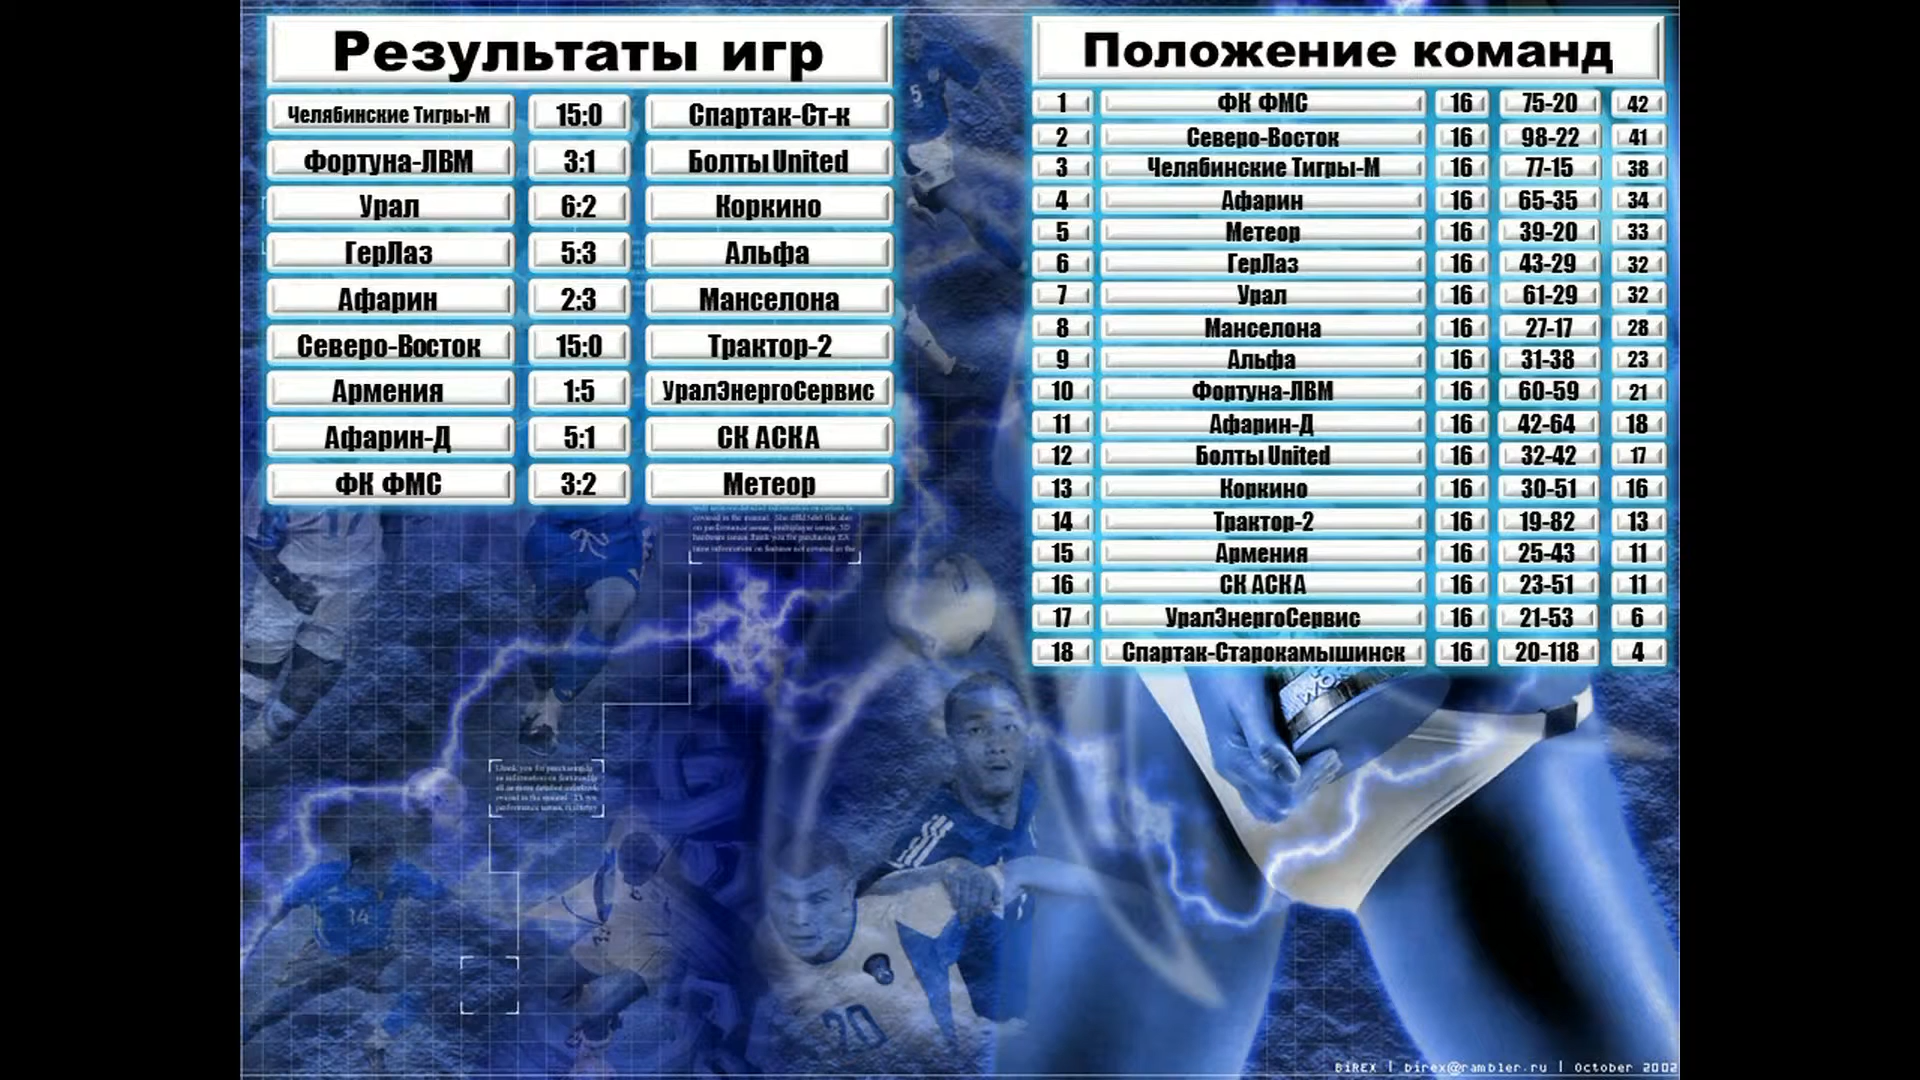 Результаты игр
Челябинские Тигры-М 15:0 Спартак-Ст-к
Фортуна-ЛВМ 3:1 Болты United
Урал 6:2 Коркино
ГерЛаз 5:3 Альфа
Афарин 2:3 Манселона
Северо-Восток 15:0 Трактор-2
Армения 1:5 УралЭнергоСервис
Афарин-Д 5:1 СК АСКА
ФК ФМС 3:2 Метеор
Положение команд
1 ФК ФМС 16 75-20 42
2 Северо-Восток 16 98-22 41
3 Челябинские Тигры-М 16 77-15 38
4 Афарин 16 65-35 34
5 Метеор 16 39-20 33
6 ГерЛаз 16 43-29 32
7 Урал 16 61-29 32
8 Манселона 16 27-17 28
9 Альфа 16 31-38 23
10 Фортуна-ЛВМ 16 60-59 21
11 Афарин-Д 16 42-64 18
12 Болты United 16 32-42 17
13 Коркино 16 30-51 16
14 Трактор-2 16 19-82 13
15 Армения 16 25-43 11
16 СК АСКА 16 23-51 11
17 УралЭнергоСервис 16 21-53 6
18 Спартак-Старокамышинск 16 20-118 4
5
14
20
BiREX | birex@rambler.ru | October 2002